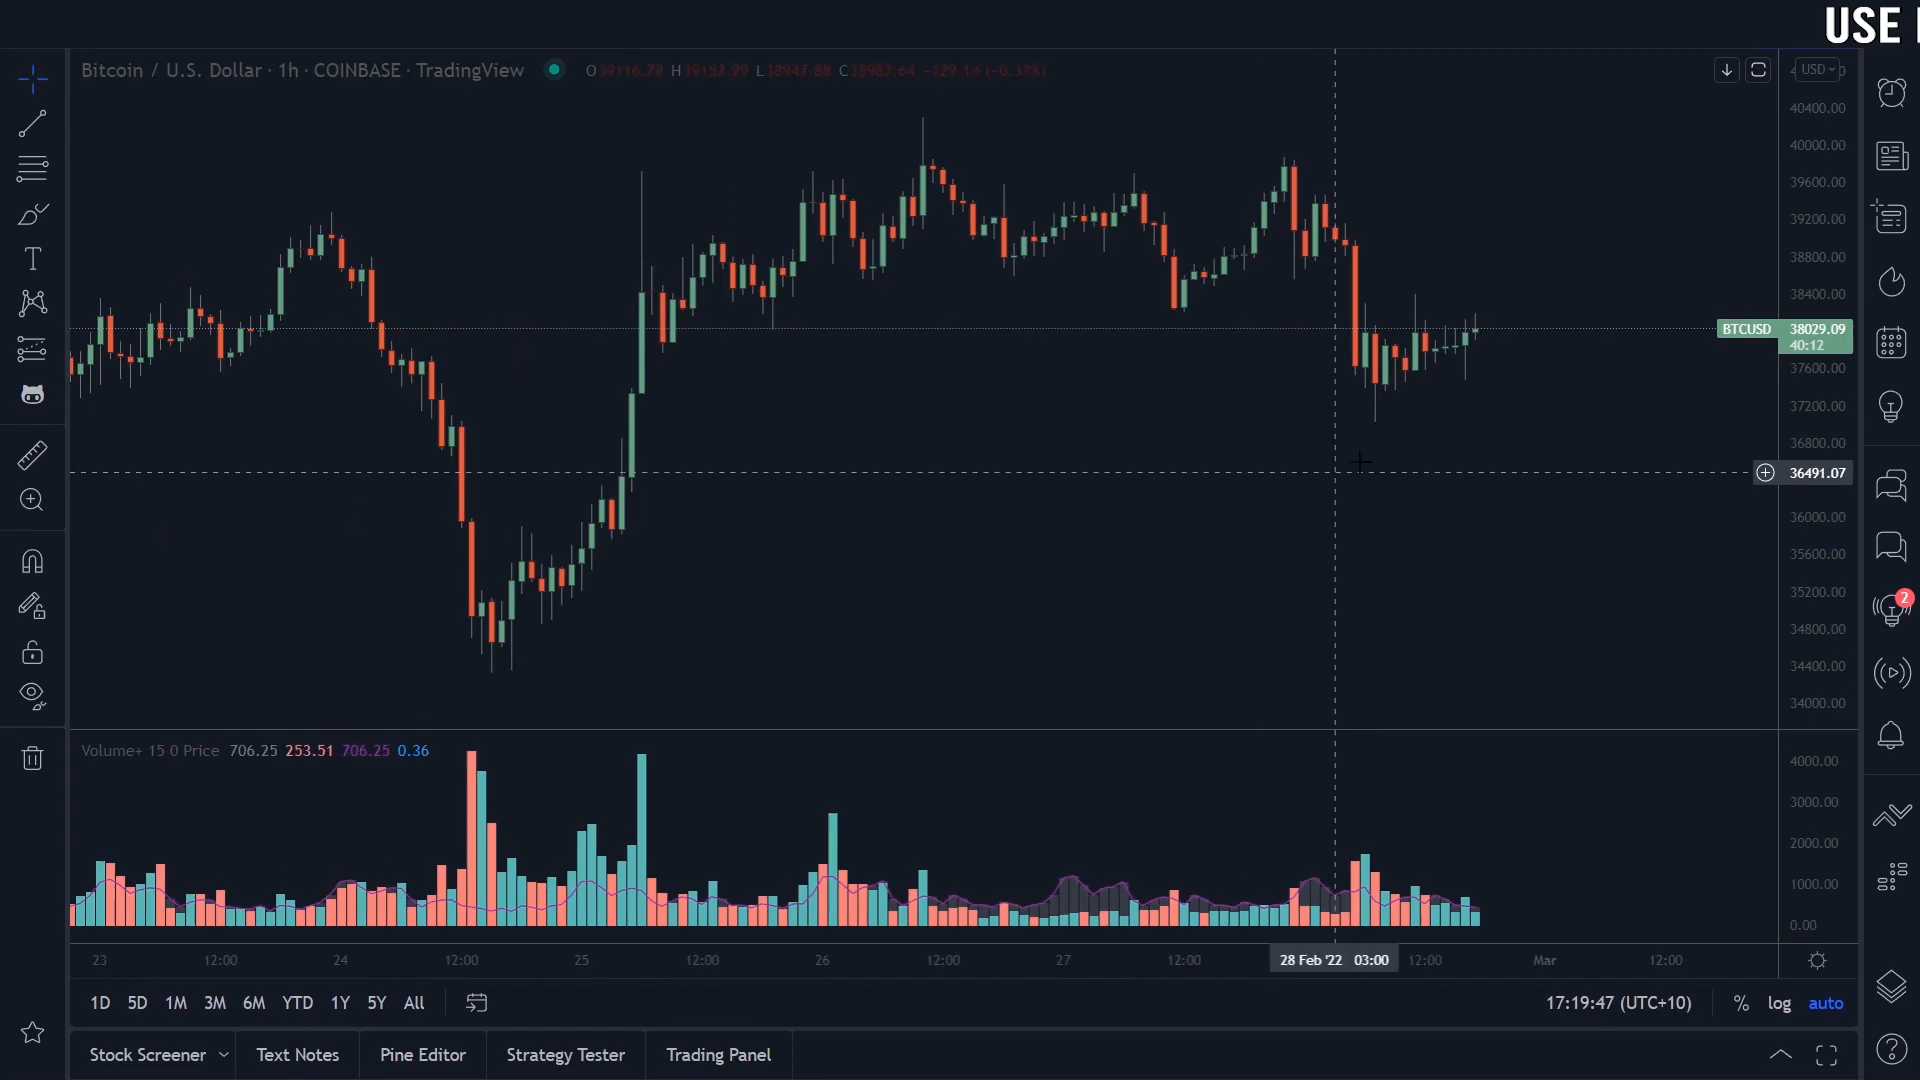 USE
Bitcoin / U.S. Dollar · 1h · COINBASE · TradingView
O H L C
USD
40400.00
40000.00
39600.00
39200.00
38800.00
38400.00
BTCUSD 38029.09
40:12
37600.00
37200.00
36800.00
36491.07
36000.00
35600.00
35200.00
34800.00
34400.00
34000.00
2
Volume+ 15 0 Price 706.25 253.51 706.25 0.36
4000.00
3000.00
2000.00
1000.00
0.00
23 12:00 24 12:00 25 12:00 26 12:00 27 12:00 28 Feb '22 03:00 12:00 Mar 12:00
1D 5D 1M 3M 6M YTD 1Y 5Y All 17:19:47 (UTC+10) % log auto
Stock Screener Text Notes Pine Editor Strategy Tester Trading Panel